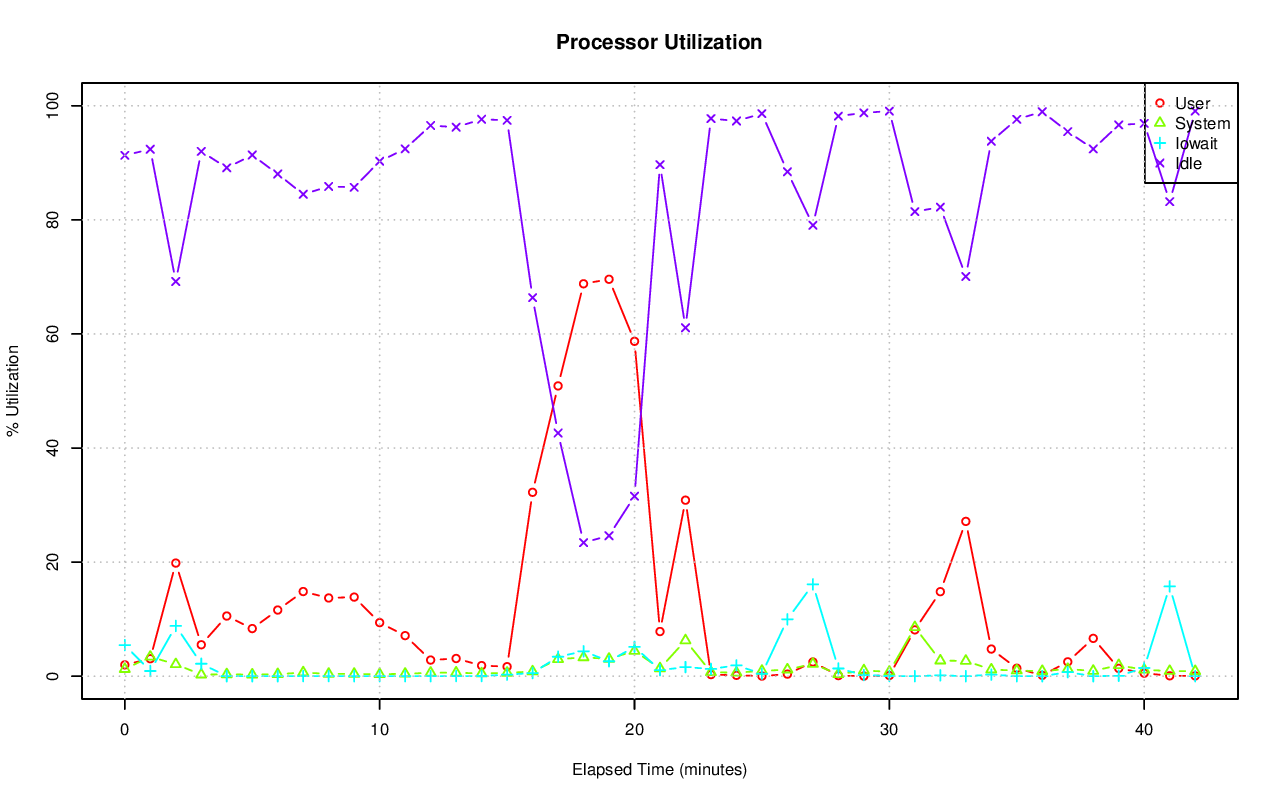 Processor Utilization
% Utilization
100
80
60
40
20
0
User
System
Iowait
Idle
0 10 20 30 40
Elapsed Time (minutes)